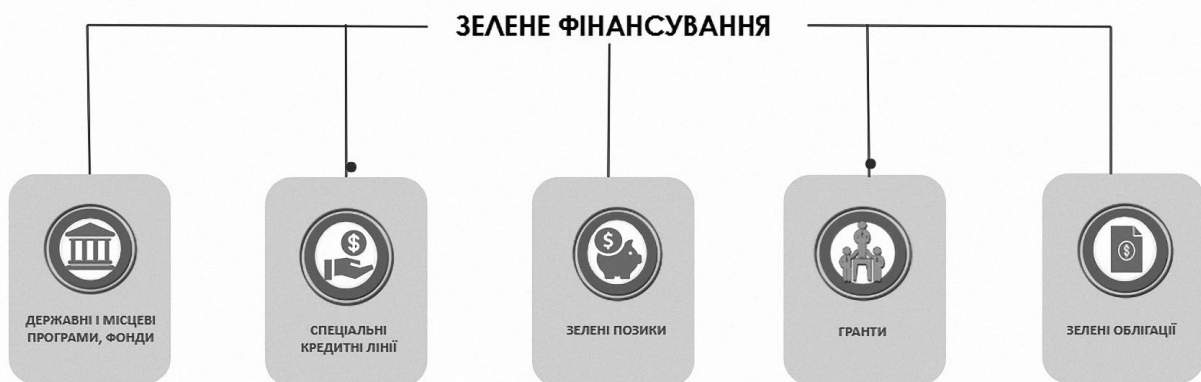 ЗЕЛЕНЕ ФІНАНСУВАННЯ
ДЕРЖАВНІ І МІСЦЕВІ
ПРОГРАМИ, ФОНДИ
СПЕЦІАЛЬНІ
КРЕДИТНІ ЛІНІЇ
ЗЕЛЕНІ ПОЗИКИ
ГРАНТИ
ЗЕЛЕНІ ОБЛІГАЦІЇ